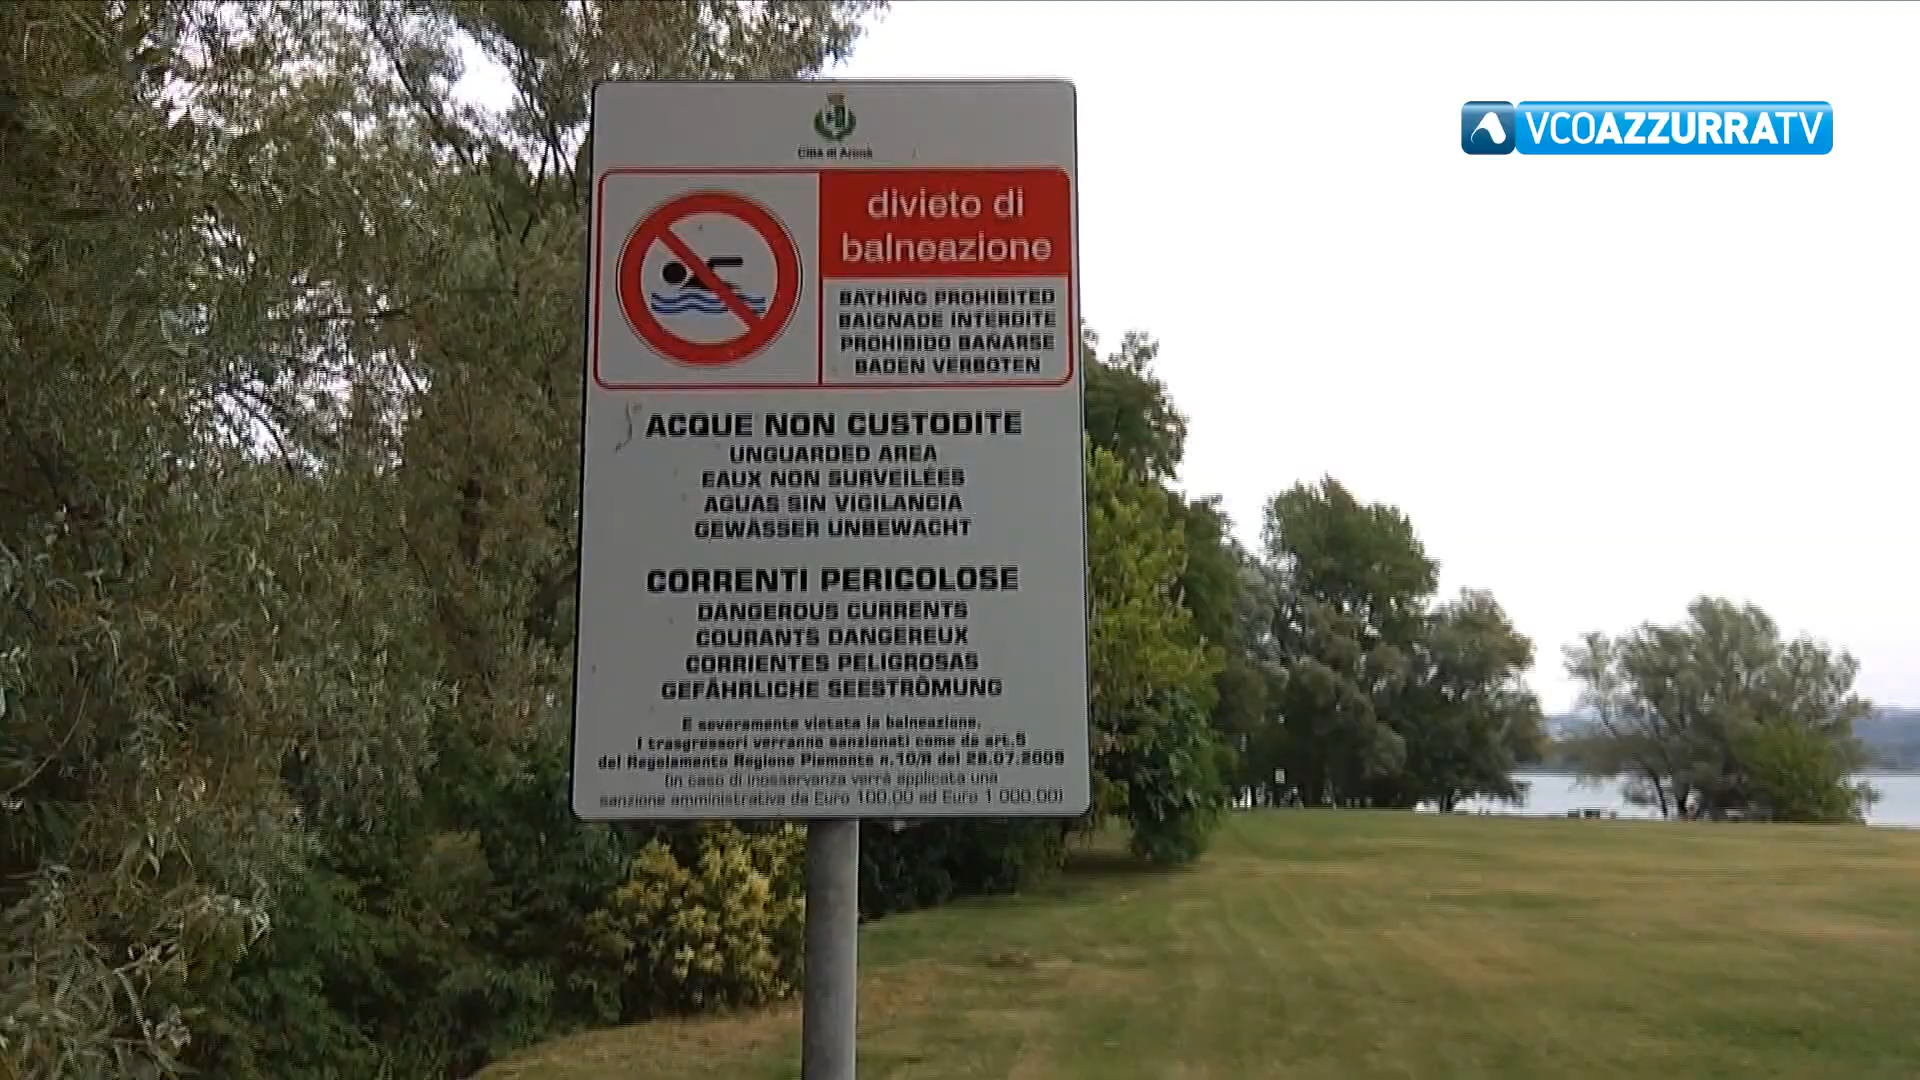 VCOAZZURRATV
Città di Arona
divieto di
balneazione
BATHING PROHIBITED
BAIGNADE INTERDITE
PROHIBIDO BAÑARSE
BADEN VERBOTEN
ACQUE NON CUSTODITE
UNGUARDED AREA
EAUX NON SURVEILÉES
AGUAS SIN VIGILANCIA
GEWÄSSER UNBEWACHT
CORRENTI PERICOLOSE
DANGEROUS CURRENTS
COURANTS DANGEREUX
CORRIENTES PELIGROSAS
GEFÄHRLICHE SEESTRÖMUNG
E severamente vietata la balneazione.
I trasgressori verranno sanzionati come da art.5
del Regolamento Regione Piemonte n.10/R del 28.07.2009
(in caso di inosservanza verrà applicata una
sanzione amministrativa da Euro 100,00 ad Euro 1.000,00)